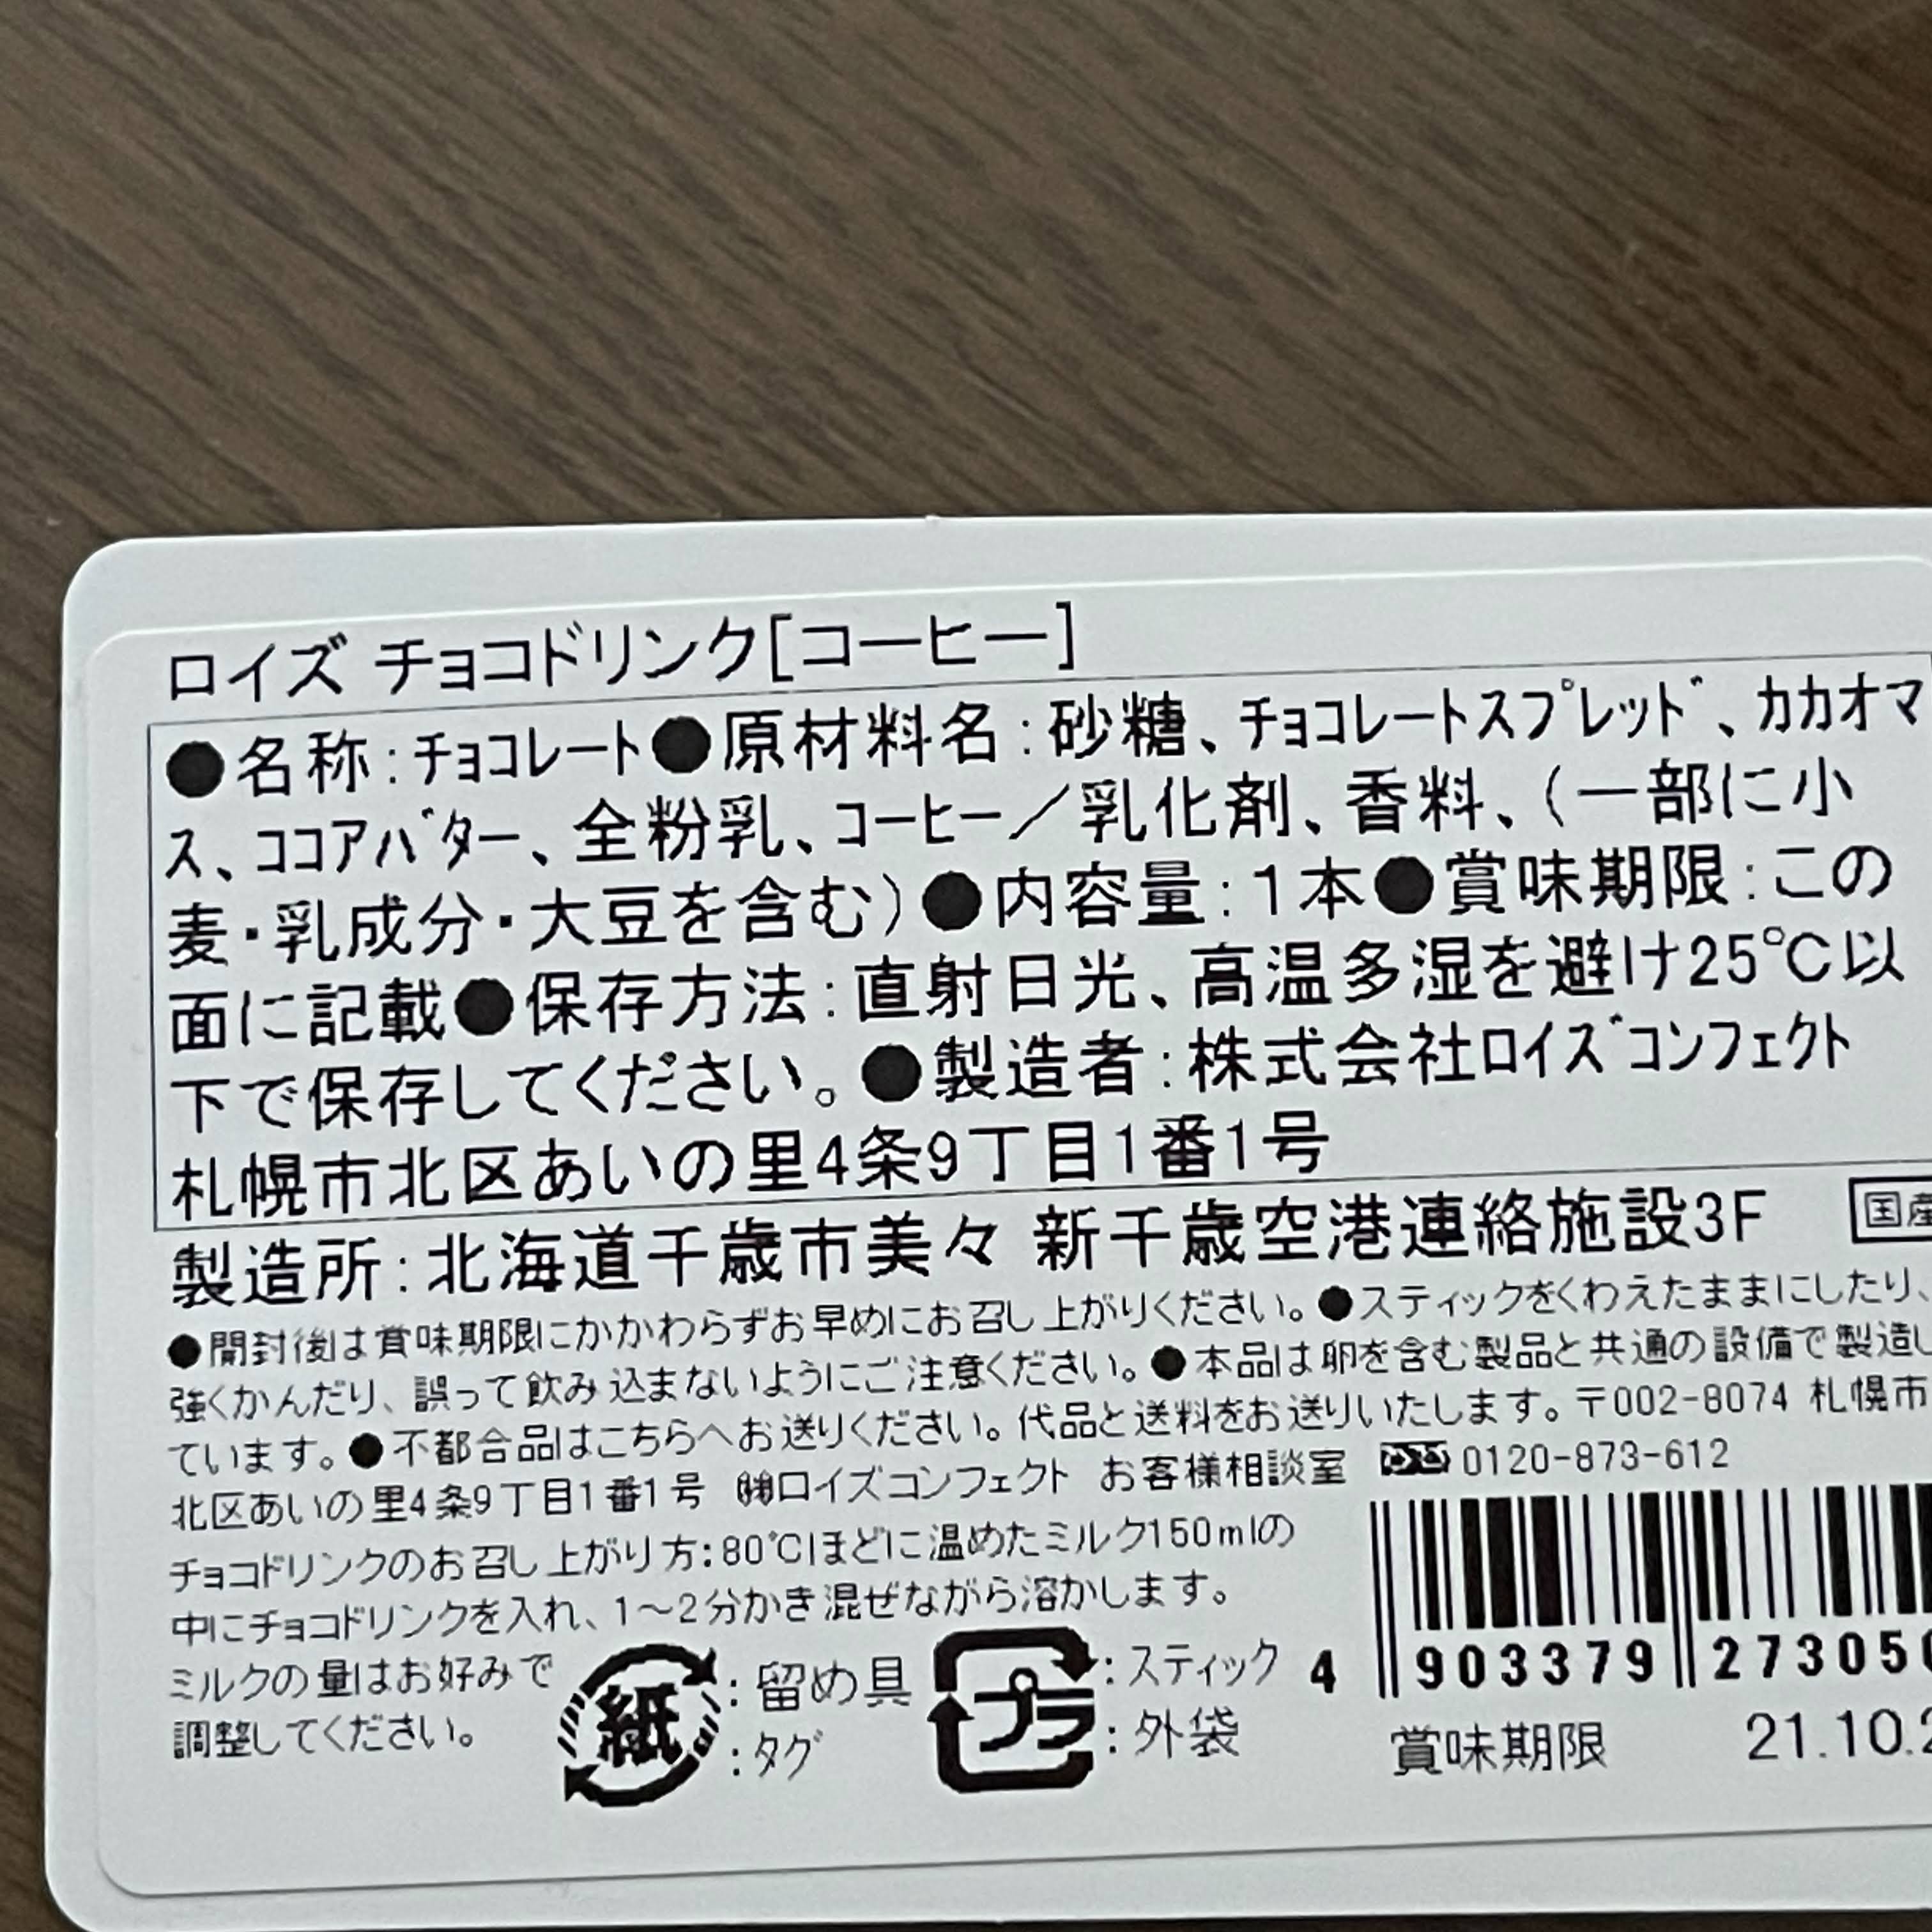 ロイズ チョコドリンク[コーヒー]
●名称:チョコレート●原材料名:砂糖、チョコレートスプレッド、カカオマ
ス、ココアバター、全粉乳、コーヒー／乳化剤、香料、(一部に小
麦・乳成分・大豆を含む)●内容量:1本●賞味期限:この
面に記載●保存方法:直射日光、高温多湿を避け25℃以
下で保存してください。●製造者:株式会社ロイズコンフェクト
札幌市北区あいの里4条9丁目1番1号
製造所:北海道千歳市美々 新千歳空港連絡施設3F 国産
●開封後は賞味期限にかかわらずお早めにお召し上がりください。●スティックをくわえたままにしたり、
強くかんだり、誤って飲み込まないようにご注意ください。●本品は卵を含む製品と共通の設備で製造し
ています。●不都合品はこちらへお送りください。代品と送料をお送りいたします。〒002-8074 札幌市
北区あいの里4条9丁目1番1号 ㈱ロイズコンフェクト お客様相談室 0120-873-612
チョコドリンクのお召し上がり方:80℃ほどに温めたミルク150mlの
中にチョコドリンクを入れ、1～2分かき混ぜながら溶かします。
ミルクの量はお好みで
調整してください。
紙:留め具
:タグ
プラ:スティック
:外袋
4 903379 27305
賞味期限 21.10.2